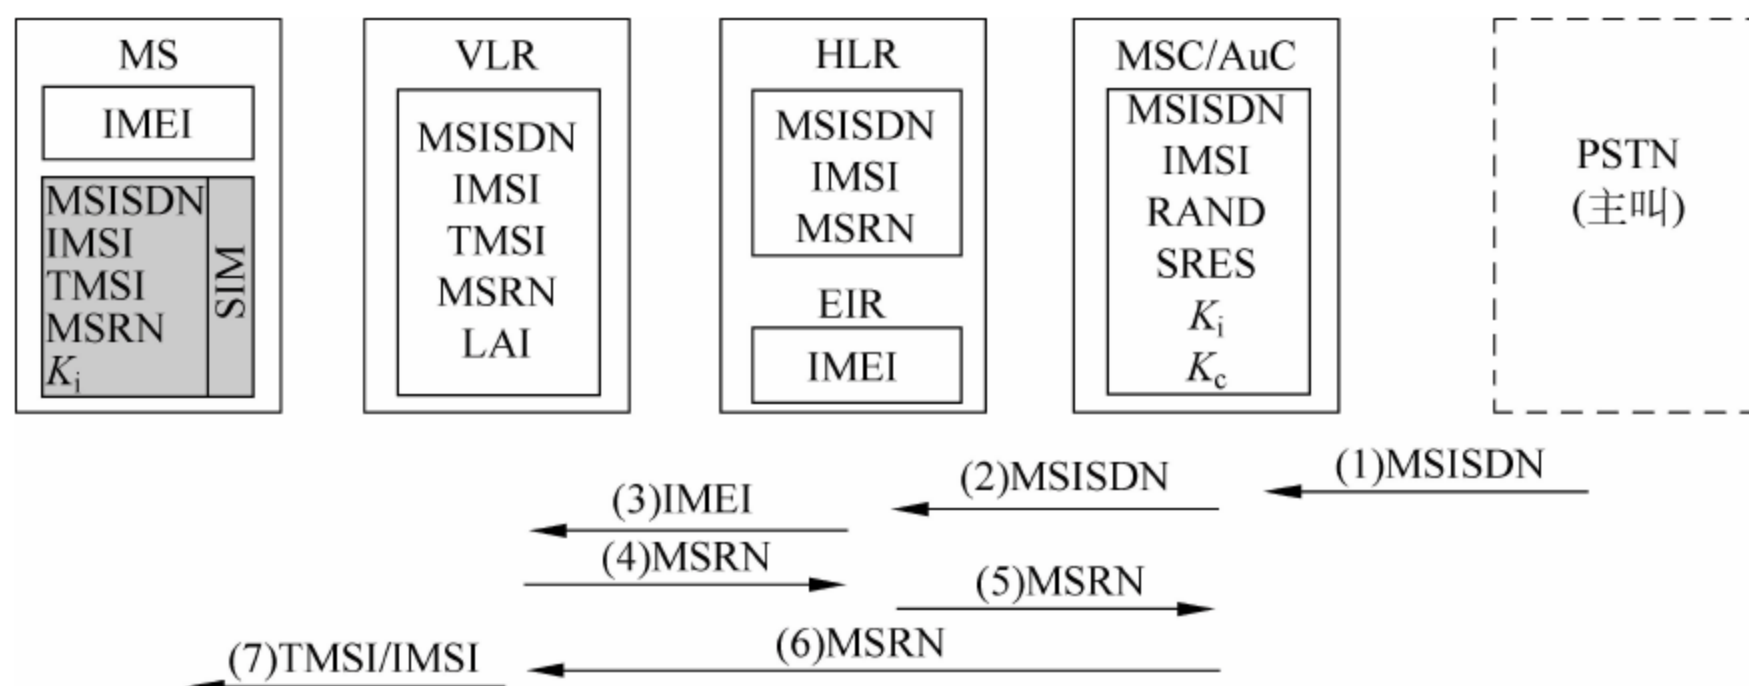 MS
IMEI
MSISDN
IMSI
TMSI
MSRN
Ki
SIM
VLR
MSISDN
IMSI
TMSI
MSRN
LAI
HLR
MSISDN
IMSI
MSRN
EIR
IMEI
MSC/AuC
MSISDN
IMSI
RAND
SRES
Ki
Kc
PSTN
(主叫)
(1)MSISDN
(2)MSISDN
(3)IMEI
(4)MSRN
(5)MSRN
(6)MSRN
(7)TMSI/IMSI